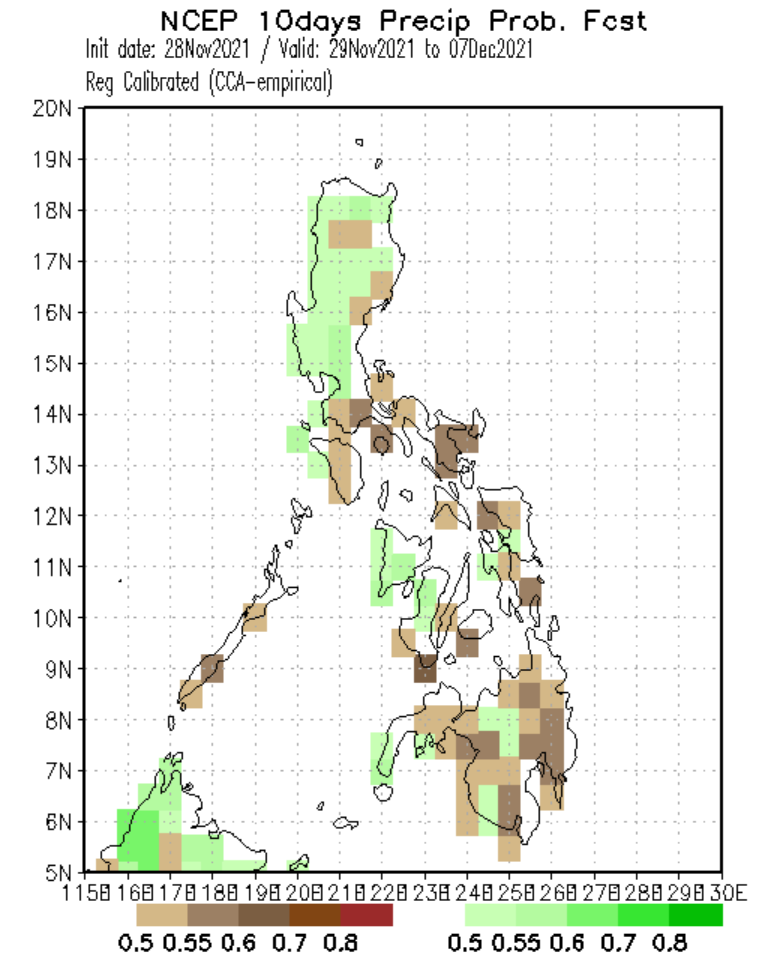 NCEP 10days Precip Prob. Fcst
Init date: 28Nov2021 / Valid: 29Nov2021 to 07Dec2021
Reg Calibrated (CCA-empirical)
20N
19N
18N
17N
16N
15N
14N
13N
12N
11N
10N
9N
8N
7N
6N
5N
115E 116E 117E 118E 119E 120E 121E 122E 123E 124E 125E 126E 127E 128E 129E 130E
0.5 0.55 0.6 0.7 0.8
0.5 0.55 0.6 0.7 0.8